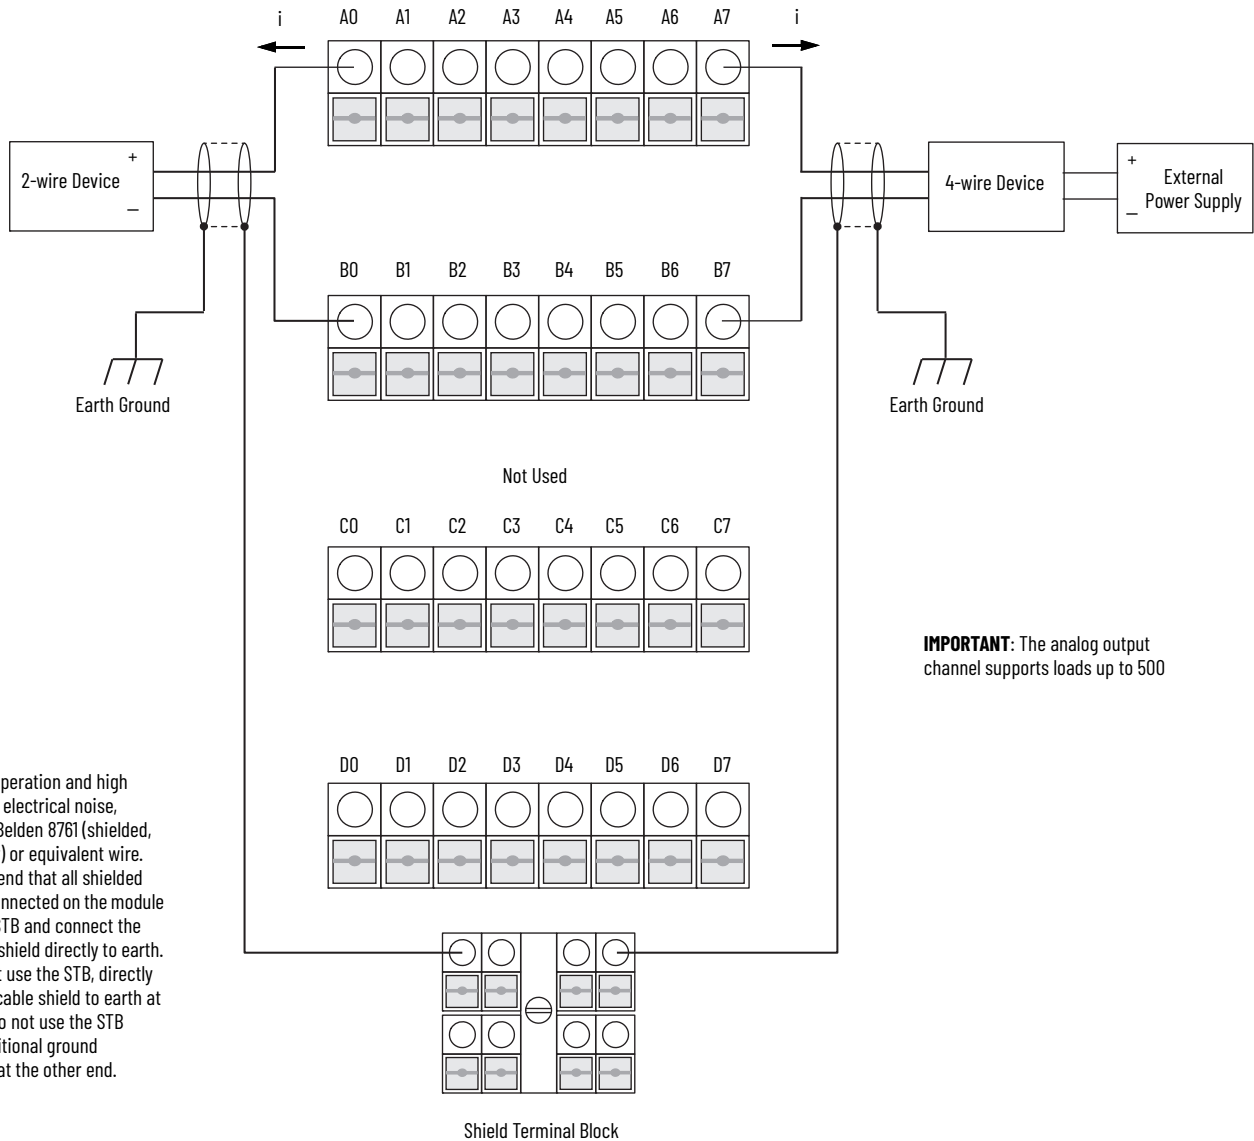 i A0 A1 A2 A3 A4 A5 A6 A7 i
+
2-wire Device
–
4-wire Device
+
External
Power Supply
–
B0 B1 B2 B3 B4 B5 B6 B7
Earth Ground
Earth Ground
Not Used
C0 C1 C2 C3 C4 C5 C6 C7
IMPORTANT: The analog output
channel supports loads up to 500
D0 D1 D2 D3 D4 D5 D6 D7
peration and high
electrical noise,
Belden 8761 (shielded,
) or equivalent wire.
end that all shielded
nnected on the module
STB and connect the
shield directly to earth.
t use the STB, directly
cable shield to earth at
o not use the STB
itional ground
at the other end.
Shield Terminal Block